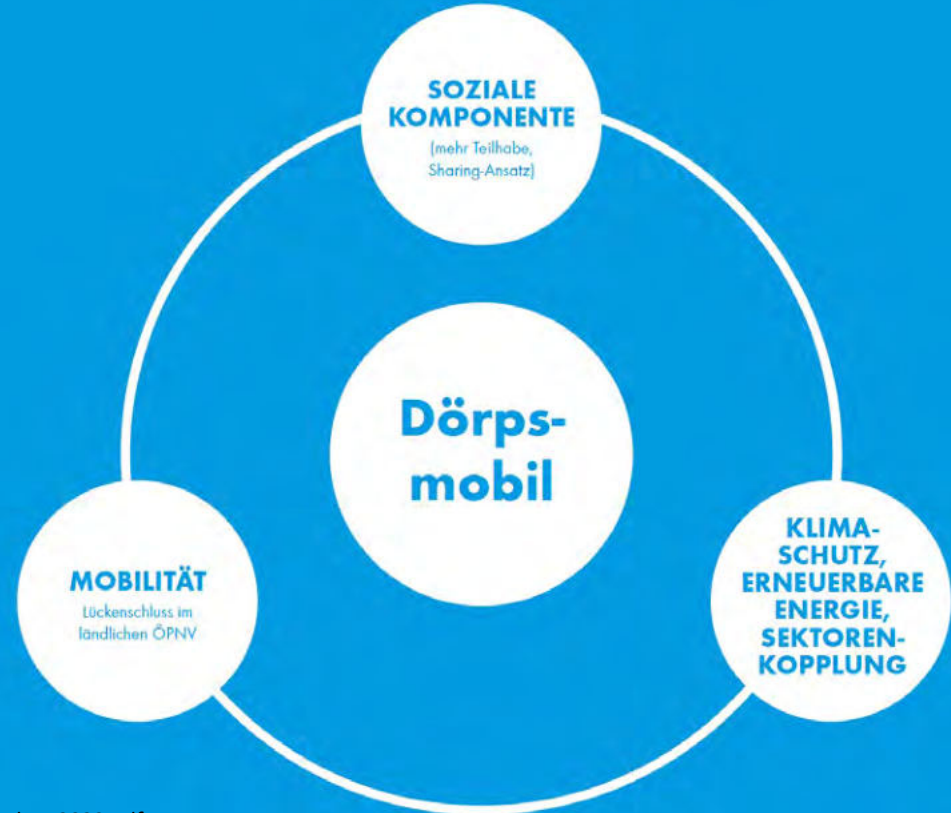 SOZIALE
KOMPONENTE
(mehr Teilhabe,
Sharing-Ansatz)
Dörps-
mobil
MOBILITÄT
Lückenschluss im
ländlichen ÖPNV
KLIMA-
SCHUTZ,
ERNEUERBARE
ENERGIE,
SEKTOREN-
KOPPLUNG